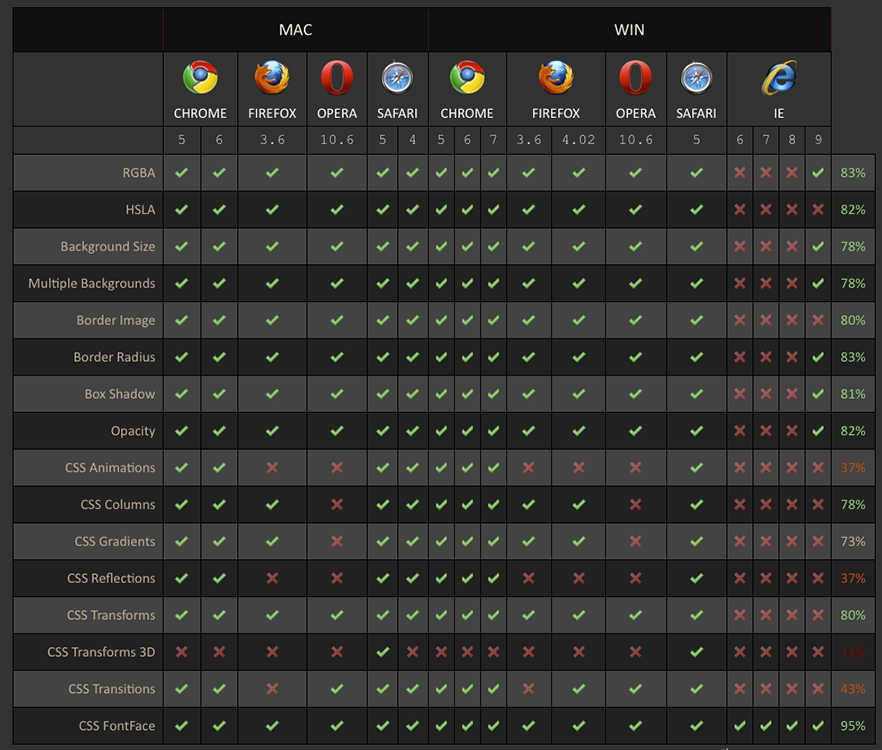 MAC WIN
CHROME FIREFOX OPERA SAFARI CHROME FIREFOX OPERA SAFARI IE
5 6 3.6 10.6 5 4 5 6 7 3.6 4.02 10.6 5 6 7 8 9
RGBA 83%
HSLA 82%
Background Size 78%
Multiple Backgrounds 78%
Border Image 80%
Border Radius 83%
Box Shadow 81%
Opacity 82%
CSS Animations 37%
CSS Columns 78%
CSS Gradients 73%
CSS Reflections 37%
CSS Transforms 80%
CSS Transforms 3D 11%
CSS Transitions 43%
CSS FontFace 95%